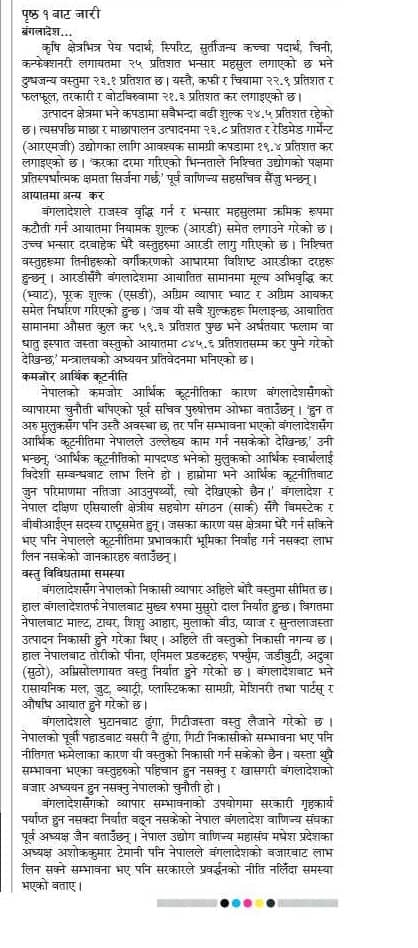 पृष्ठ १ बाट जारी
बंगलादेश...
कृषि क्षेत्रभित्र पेय पदार्थ, स्पिरिट, सुर्तीजन्य कच्चा पदार्थ, चिनी,
कन्फेक्शनरी लगायतमा २५ प्रतिशत भन्सार महसुल लगाएको छ भने
दुग्धजन्य वस्तुमा २३.१ प्रतिशत छ। यस्तै, कफी र चियामा २२.९ प्रतिशत र
फलफूल, तरकारी र बोटबिरुवामा २१.३ प्रतिशत कर लगाइएको छ।
उत्पादन क्षेत्रमा भने कपडामा सबैभन्दा बढी शुल्क २४.५ प्रतिशत रहेको
छ। त्यसपछि माछा र माछापालन उत्पादनमा २३.८ प्रतिशत र रेडिमेड गार्मेन्ट
(आरएमजी) उद्योगका लागि आवश्यक सामग्री कपडामा १९.४ प्रतिशत कर
लगाइएको छ। 'करका दरमा गरिएको भिन्नताले निश्चित उद्योगको पक्षमा
प्रतिस्पर्धात्मक क्षमता सिर्जना गर्छ,' पूर्व वाणिज्य सहसचिव सैंजु भन्छन्।
आयातमा अन्य कर
बंगलादेशले राजस्व वृद्धि गर्न र भन्सार महसुलमा क्रमिक रूपमा
कटौती गर्न आयातमा नियामक शुल्क (आरडी) समेत लगाउने गरेको छ।
उच्च भन्सार दरबाहेक धेरै वस्तुहरुमा आरडी लागु गरिएको छ। निश्चित
वस्तुहरूमा तिनीहरूको वर्गीकरणको आधारमा विशिष्ट आरडीका दरहरू
हुन्छन्। आरडीसँगै बंगलादेशमा आयातित सामानमा मूल्य अभिवृद्धि कर
(भ्याट), पूरक शुल्क (एसडी), अग्रिम व्यापार भ्याट र अग्रिम आयकर
समेत निर्धारण गरिएको हुन्छ। 'जब यी सबै शुल्कहरू मिलाइन्छ, आयातित
सामानमा औसत कुल कर ५९.३ प्रतिशत पुग्छ भने अर्धतयार फलाम वा
धातु इस्पात जस्ता वस्तुको आयातमा ८४५.६ प्रतिशतसम्म कर पुग्ने गरेको
देखिन्छ,' मन्त्रालयको अध्ययन प्रतिवेदनमा भनिएको छ।
कमजोर आर्थिक कूटनीति
नेपालको कमजोर आर्थिक कूटनीतिका कारण बंगलादेशसँगको
व्यापारमा चुनौती थपिएको पूर्व सचिव पुरुषोत्तम ओझा बताउँछन्। 'हुन त
अरु मुलुकसँग पनि उस्तै अवस्था छ, तर पनि सम्भावना भएको बंगलादेशसँग
आर्थिक कूटनीतिमा नेपालले उल्लेख्य काम गर्न नसकेको देखिन्छ,' उनी
भन्छन्, 'आर्थिक कूटनीतिको मापदण्ड भनेको मुलुकको आर्थिक स्वार्थलाई
विदेशी सम्बन्धबाट लाभ लिने हो। हाम्रोमा भने आर्थिक कूटनीतिबाट
जुन परिमाणमा नतिजा आउनुपर्थ्यो, त्यो देखिएको छैन।' बंगलादेश र
नेपाल दक्षिण एसियाली क्षेत्रीय सहयोग संगठन (सार्क) सँगै बिमस्टेक र
बीबीआईएन सदस्य राष्ट्रसमेत हुन्। जसका कारण यस क्षेत्रमा धेरै गर्न सकिने
भए पनि नेपालले कूटनीतिमा प्रभावकारी भूमिका निर्वाह गर्न नसक्दा लाभ
लिन नसकेको जानकारहरु बताउँछन्।
वस्तु विविधतामा समस्या
बंगलादेशसँग नेपालको निकासी व्यापार अहिले थोरै वस्तुमा सीमित छ।
हाल बंगलादेशतर्फ नेपालबाट मुख्य रुपमा मुसुरो दाल निर्यात हुन्छ। विगतमा
नेपालबाट माल्ट, टायर, शिशु आहार, मुलाको बीउ, प्याज र सुन्तलाजस्ता
उत्पादन निकासी हुने गरेका थिए। अहिले ती वस्तुको निकासी नगन्य छ।
हाल नेपालबाट तोरीको पीना, एनिमल प्रडक्टहरू, पर्फ्युम, जडीबुटी, अदुवा
(सुठो), अम्रिसोलगायत वस्तु निर्यात हुने गरेको छ। बंगलादेशबाट भने
रासायनिक मल, जुट, ब्याट्री, प्लास्टिकका सामग्री, मेशिनरी तथा पार्टस् र
औषधि आयात हुने गरेको छ।
बंगलादेशले भुटानबाट ढुंगा, गिटीजस्ता वस्तु लैजाने गरेको छ।
नेपालको पूर्वी पहाडबाट यसरी नै ढुंगा, गिटी निकासीको सम्भावना भए पनि
नीतिगत झमेलाका कारण यी वस्तुको निकासी गर्न सकेको छैन। यस्ता थुप्रै
सम्भावना भएका वस्तुहरुको पहिचान हुन नसक्नु र खासगरी बंगलादेशको
बजार अध्ययन हुन नसक्नु नेपालको चुनौती हो।
बंगलादेशसँगको व्यापार सम्भावनाको उपयोगमा सरकारी गृहकार्य
पर्याप्त हुन नसक्दा निर्यात बढ्न नसकेको नेपाल बंगलादेश वाणिज्य संघका
पूर्व अध्यक्ष जैन बताउँछन्। नेपाल उद्योग वाणिज्य महासंघ मधेश प्रदेशका
अध्यक्ष अशोककुमार टेमानी पनि नेपालले बंगलादेशको बजारबाट लाभ
लिन सक्ने सम्भावना भए पनि सरकारले प्रवर्द्धनको नीति नलिँदा समस्या
भएको बताए।